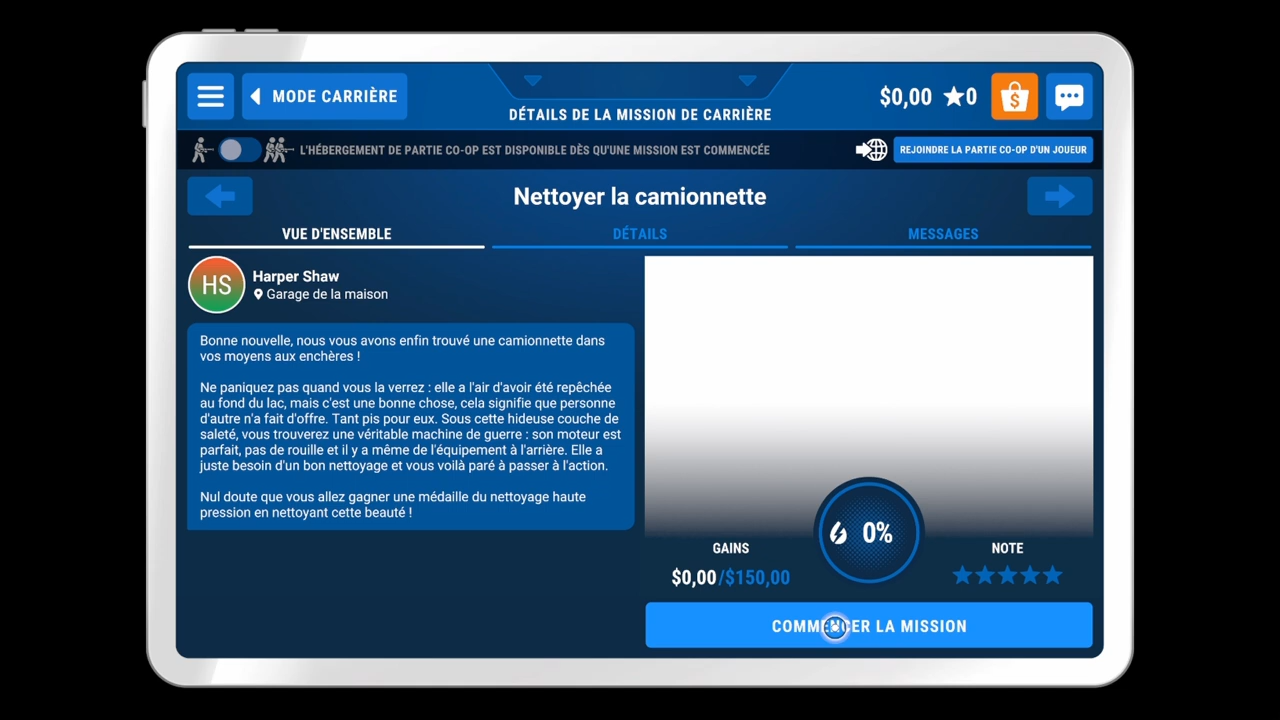 MODE CARRIÈRE
DÉTAILS DE LA MISSION DE CARRIÈRE
$0,00 ★0
L'HÉBERGEMENT DE PARTIE CO-OP EST DISPONIBLE DÈS QU'UNE MISSION EST COMMENCÉE
REJOINDRE LA PARTIE CO-OP D'UN JOUEUR
Nettoyer la camionnette
VUE D'ENSEMBLE
DÉTAILS
MESSAGES
HS
Harper Shaw
Garage de la maison
Bonne nouvelle, nous vous avons enfin trouvé une camionnette dans
vos moyens aux enchères !
Ne paniquez pas quand vous la verrez : elle a l'air d'avoir été repêchée
au fond du lac, mais c'est une bonne chose, cela signifie que personne
d'autre n'a fait d'offre. Tant pis pour eux. Sous cette hideuse couche de
saleté, vous trouverez une véritable machine de guerre : son moteur est
parfait, pas de rouille et il y a même de l'équipement à l'arrière. Elle a
juste besoin d'un bon nettoyage et vous voilà paré à passer à l'action.
Nul doute que vous allez gagner une médaille du nettoyage haute
pression en nettoyant cette beauté !
GAINS
$0,00/$150,00
0%
NOTE
COMMENCER LA MISSION